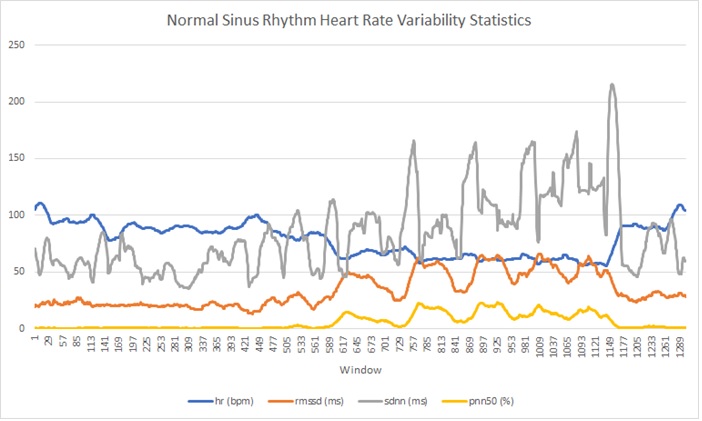 Normal Sinus Rhythm Heart Rate Variability Statistics
250
200
150
100
50
0
1 29 57 85 113 141 169 197 225 253 281 309 337 365 393 421 449 477 505 533 561 589 617 645 673 701 729 757 785 813 841 869 897 925 953 981 1009 1037 1065 1093 1121 1149 1177 1205 1233 1261 1289
Window
hr (bpm) rmssd (ms) sdnn (ms) pnn50 (%)